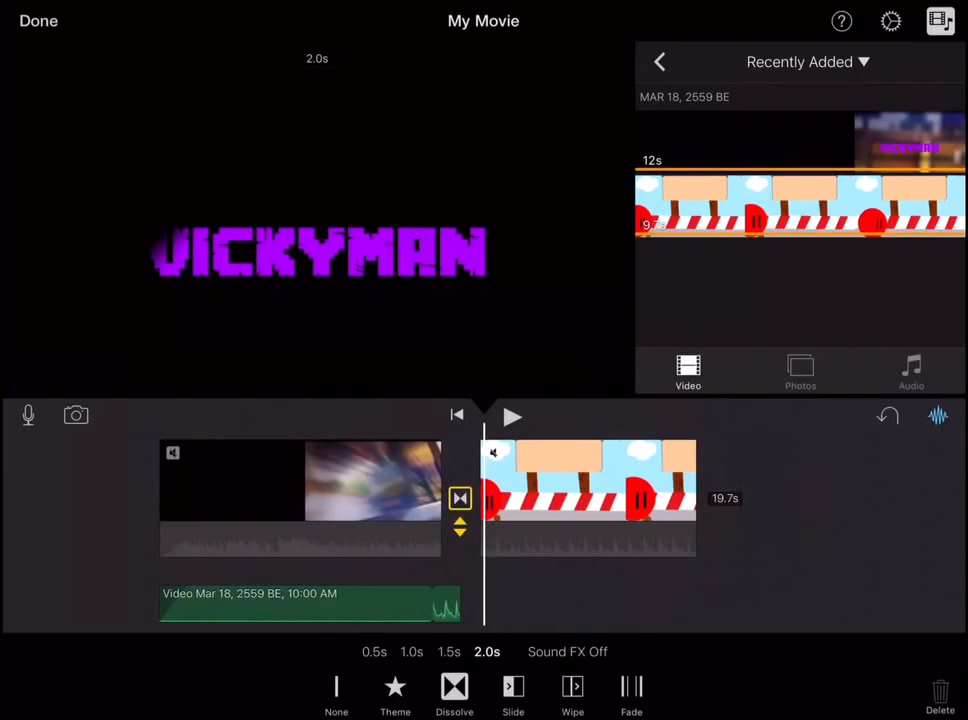 Done
My Movie
?
2.0s
Recently Added ▼
MAR 18, 2559 BE
VICKYMAN
12s
19.7s
VICKYMAN
Video
Photos
Audio
19.7s
Video Mar 18, 2559 BE, 10:00 AM
0.5s 1.0s 1.5s 2.0s Sound FX Off
None Theme Dissolve Slide Wipe Fade Delete